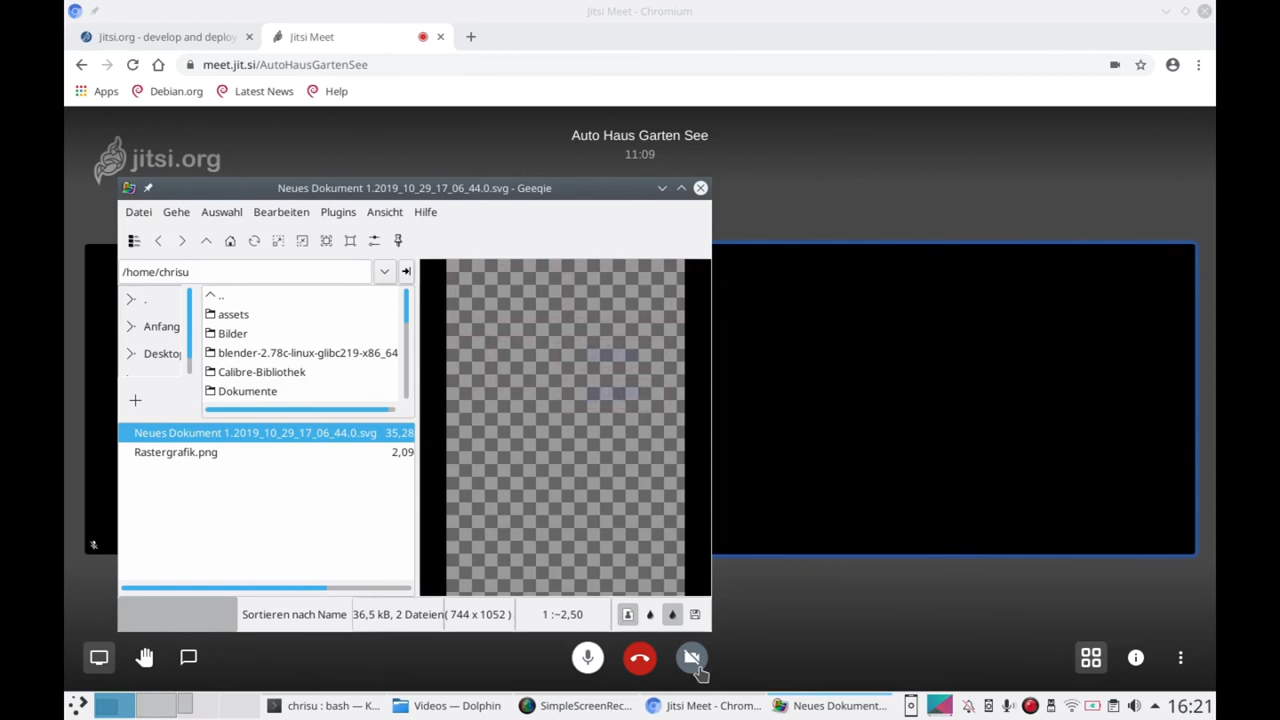 Jitsi Meet - Chromium
Jitsi.org - develop and deploy
Jitsi Meet
meet.jit.si/AutoHausGartenSee
Apps
Debian.org
Latest News
Help
jitsi.org
Auto Haus Garten See
11:09
Neues Dokument 1.2019_10_29_17_06_44.0.svg - Geeqie
Datei Gehe Auswahl Bearbeiten Plugins Ansicht Hilfe
/home/chrisu
.
Anfang
Deskto
..
assets
Bilder
blender-2.78c-linux-glibc219-x86_64
Calibre-Bibliothek
Dokumente
Neues Dokument 1.2019_10_29_17_06_44.0.svg 35,28
Rastergrafik.png 2,09
Sortieren nach Name 36,5 kB, 2 Dateien( 744 x 1052 ) 1 :~2,50
chrisu : bash — K...
Videos — Dolphin
SimpleScreenRec...
Jitsi Meet - Chrom...
Neues Dokument...
16:21